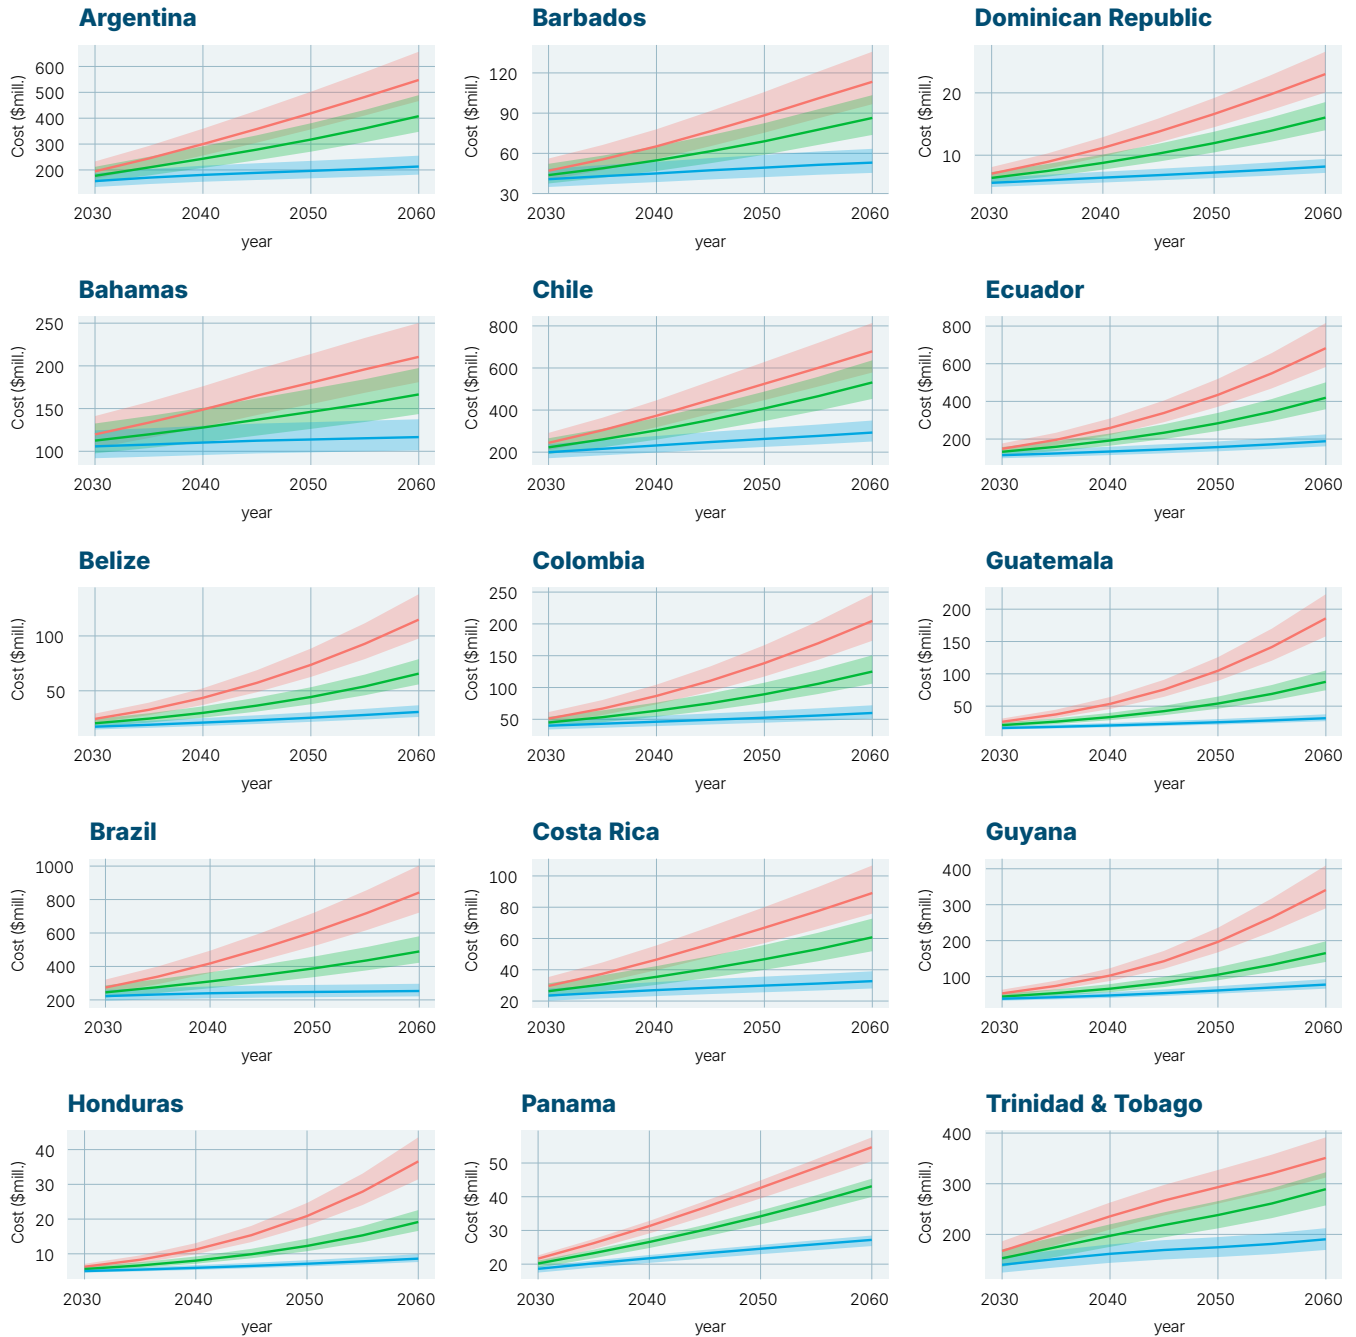 Argentina
Cost ($mill.)
600
500
400
300
200
2030 2040 2050 2060
year
Barbados
Cost ($mill.)
120
90
60
30
2030 2040 2050 2060
year
Dominican Republic
Cost ($mill.)
20
10
2030 2040 2050 2060
year
Bahamas
Cost ($mill.)
250
200
150
100
2030 2040 2050 2060
year
Chile
Cost ($mill.)
800
600
400
200
2030 2040 2050 2060
year
Ecuador
Cost ($mill.)
800
600
400
200
2030 2040 2050 2060
year
Belize
Cost ($mill.)
100
50
2030 2040 2050 2060
year
Colombia
Cost ($mill.)
250
200
150
100
50
2030 2040 2050 2060
year
Guatemala
Cost ($mill.)
200
150
100
50
2030 2040 2050 2060
year
Brazil
Cost ($mill.)
1000
800
600
400
200
2030 2040 2050 2060
year
Costa Rica
Cost ($mill.)
100
80
60
40
20
2030 2040 2050 2060
year
Guyana
Cost ($mill.)
400
300
200
100
2030 2040 2050 2060
year
Honduras
Cost ($mill.)
40
30
20
10
2030 2040 2050 2060
year
Panama
Cost ($mill.)
50
40
30
20
2030 2040 2050 2060
year
Trinidad & Tobago
Cost ($mill.)
400
300
200
2030 2040 2050 2060
year